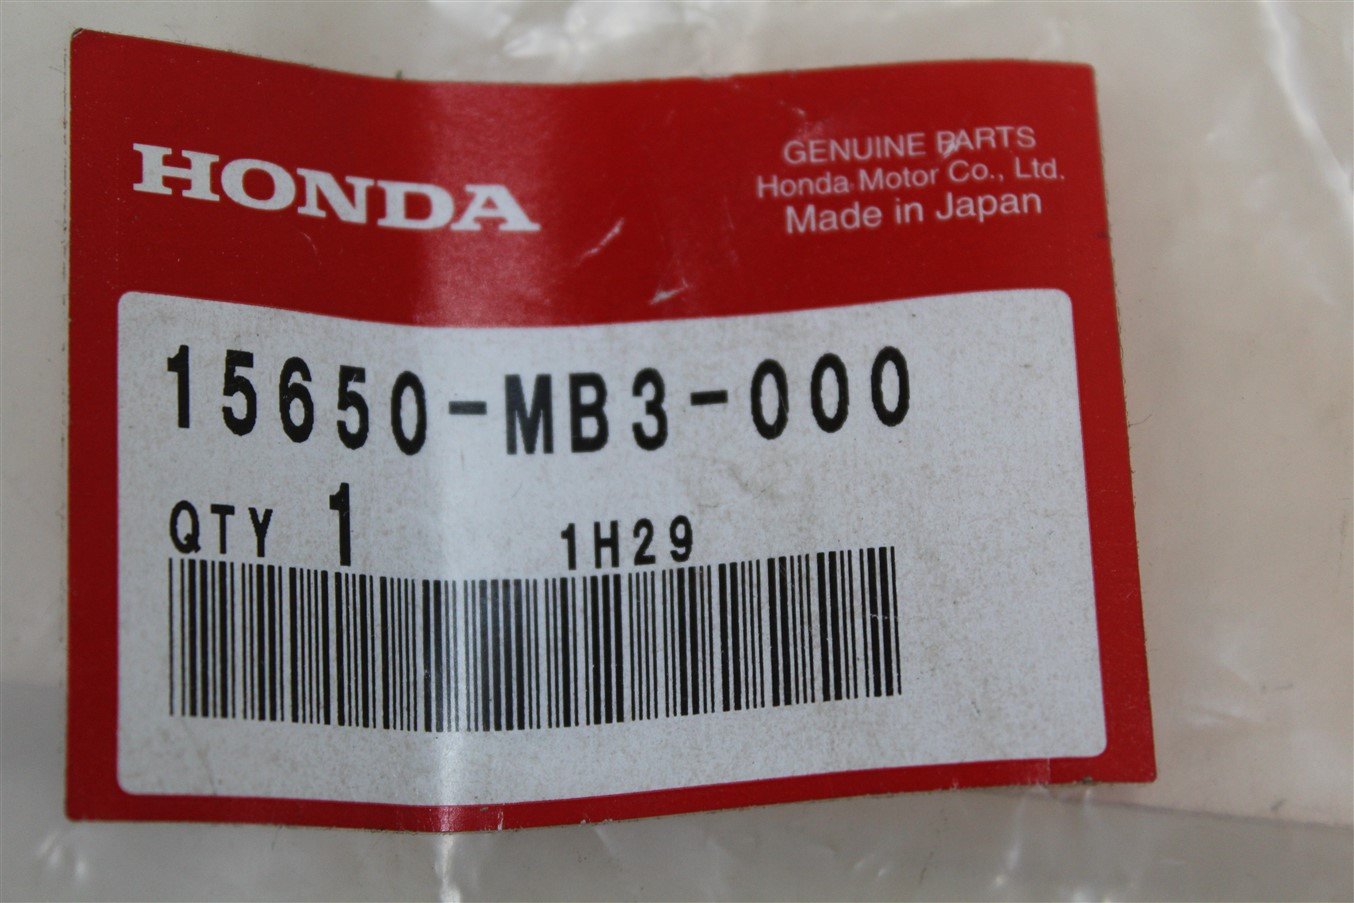 HONDA
GENUINE PARTS
Honda Motor Co., Ltd.
Made in Japan
15650-MB3-000
QTY 1 1H29